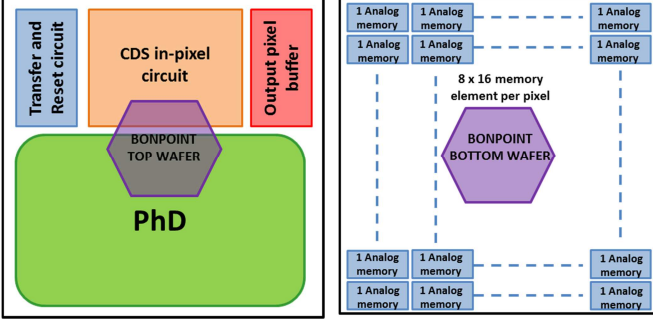 Transfer and
Reset circuit
CDS in-pixel
circuit
Output pixel
buffer
BONPOINT
TOP WAFER
PhD
1 Analog
memory
1 Analog
memory
1 Analog
memory
1 Analog
memory
1 Analog
memory
1 Analog
memory
8 x 16 memory
element per pixel
BONPOINT
BOTTOM WAFER
1 Analog
memory
1 Analog
memory
1 Analog
memory
1 Analog
memory
1 Analog
memory
1 Analog
memory